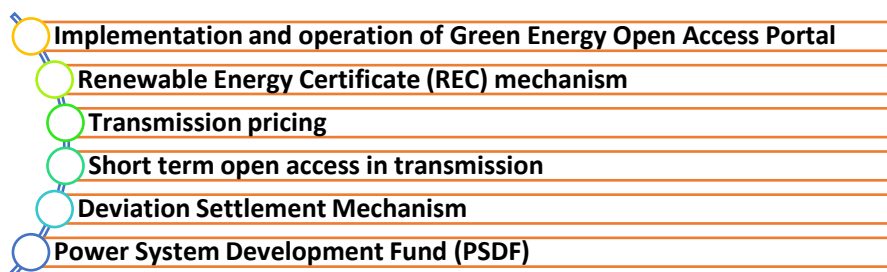 Implementation and operation of Green Energy Open Access Portal
Renewable Energy Certificate (REC) mechanism
Transmission pricing
Short term open access in transmission
Deviation Settlement Mechanism
Power System Development Fund (PSDF)